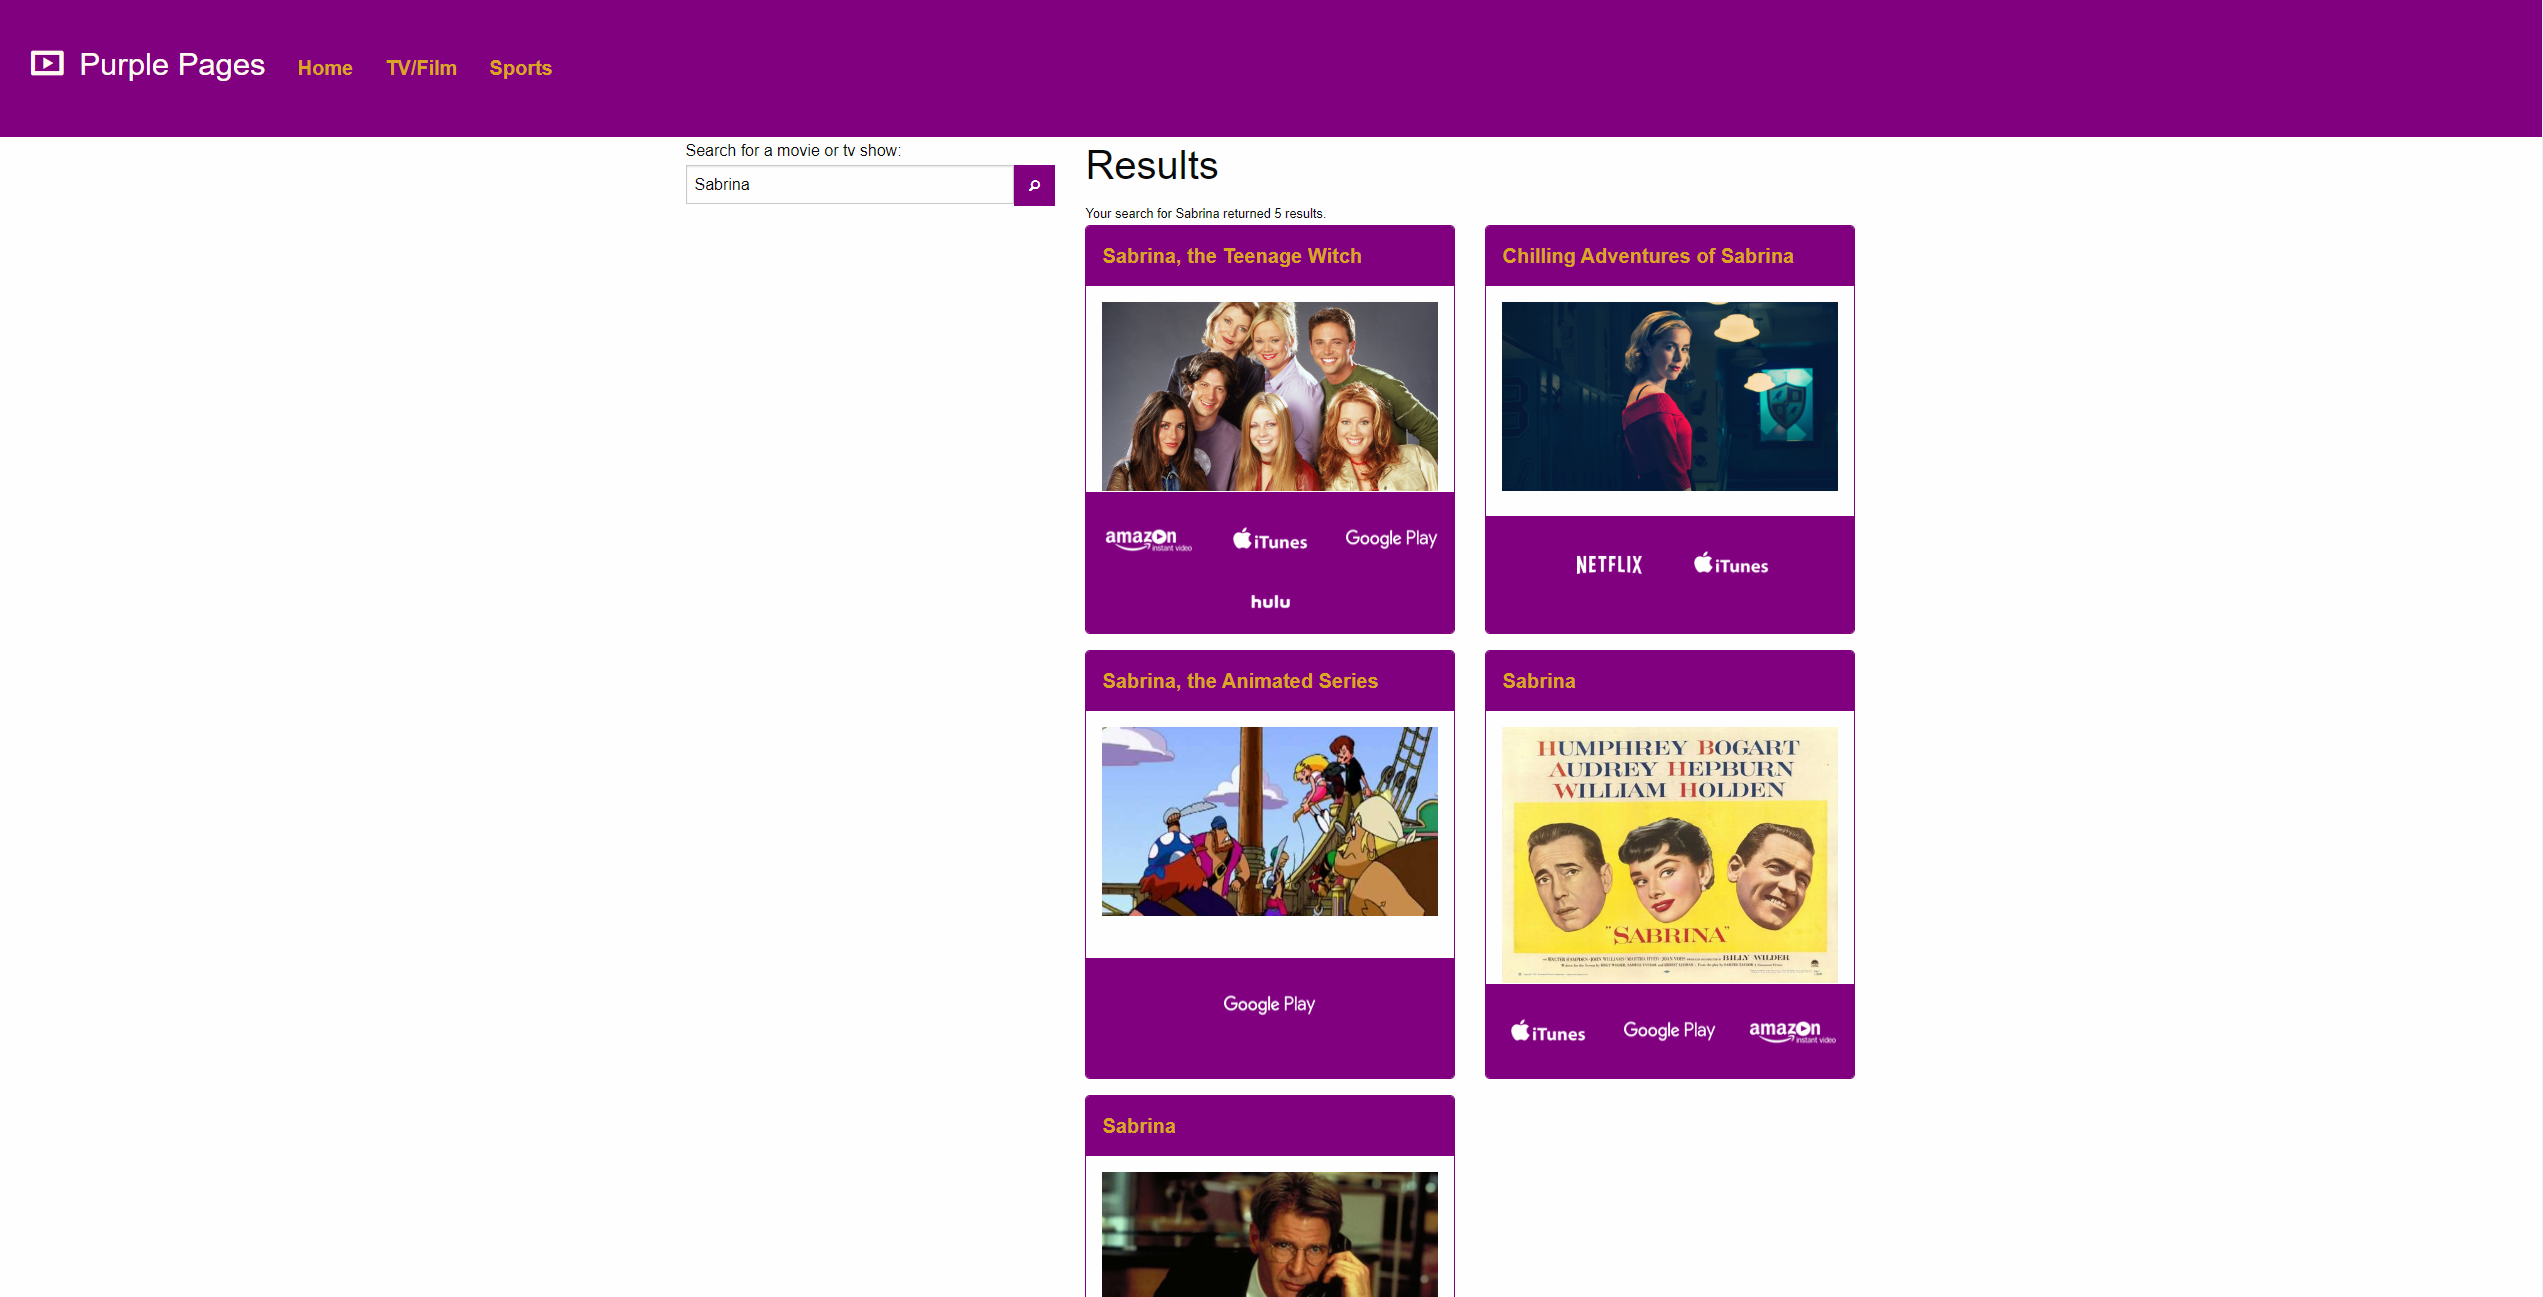 Purple Pages Home TV/Film Sports
Search for a movie or tv show:
Sabrina
Results
Your search for Sabrina returned 5 results.
Sabrina, the Teenage Witch
amazon
instant video
iTunes
Google Play
hulu
Chilling Adventures of Sabrina
NETFLIX
iTunes
Sabrina, the Animated Series
Google Play
Sabrina
HUMPHREY BOGART
AUDREY HEPBURN
WILLIAM HOLDEN
"SABRINA"
BILLY WILDER
iTunes
Google Play
amazon
instant video
Sabrina